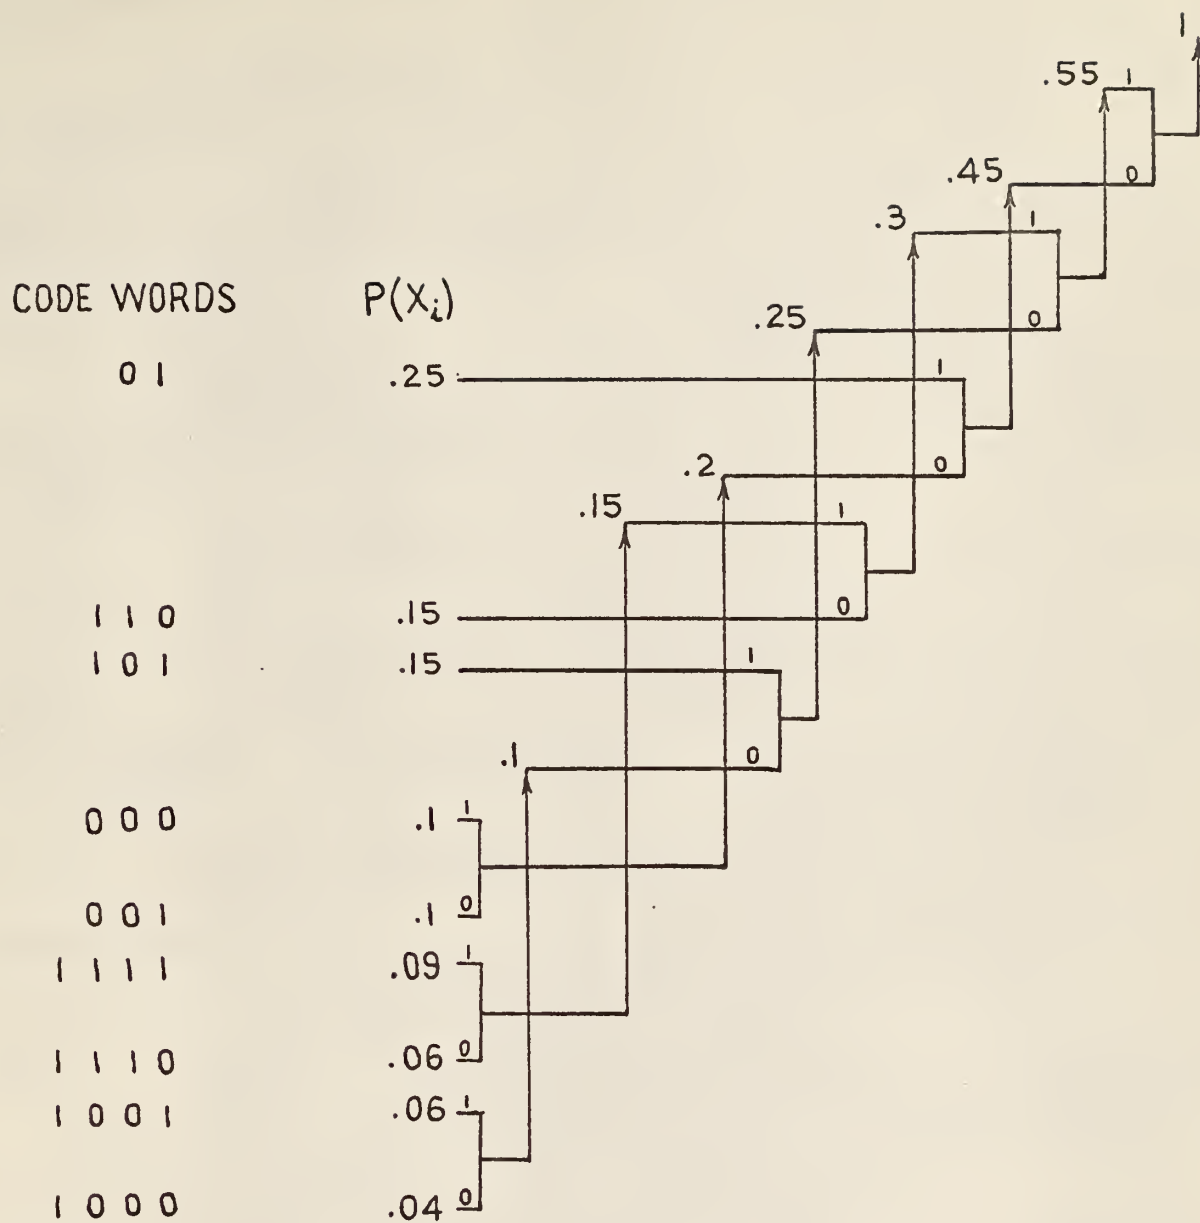 1
.55 1
.45 0
.3 1
CODE WORDS P(Xi)
.25 0
0 1 .25 1
.2 0
.15 1
1 1 0 .15 0
1 0 1 .15 1
.1 0
0 0 0 .1 1
0 0 1 .1 0
1 1 1 1 .09 1
1 1 1 0 .06 0
1 0 0 1 .06 1
1 0 0 0 .04 0